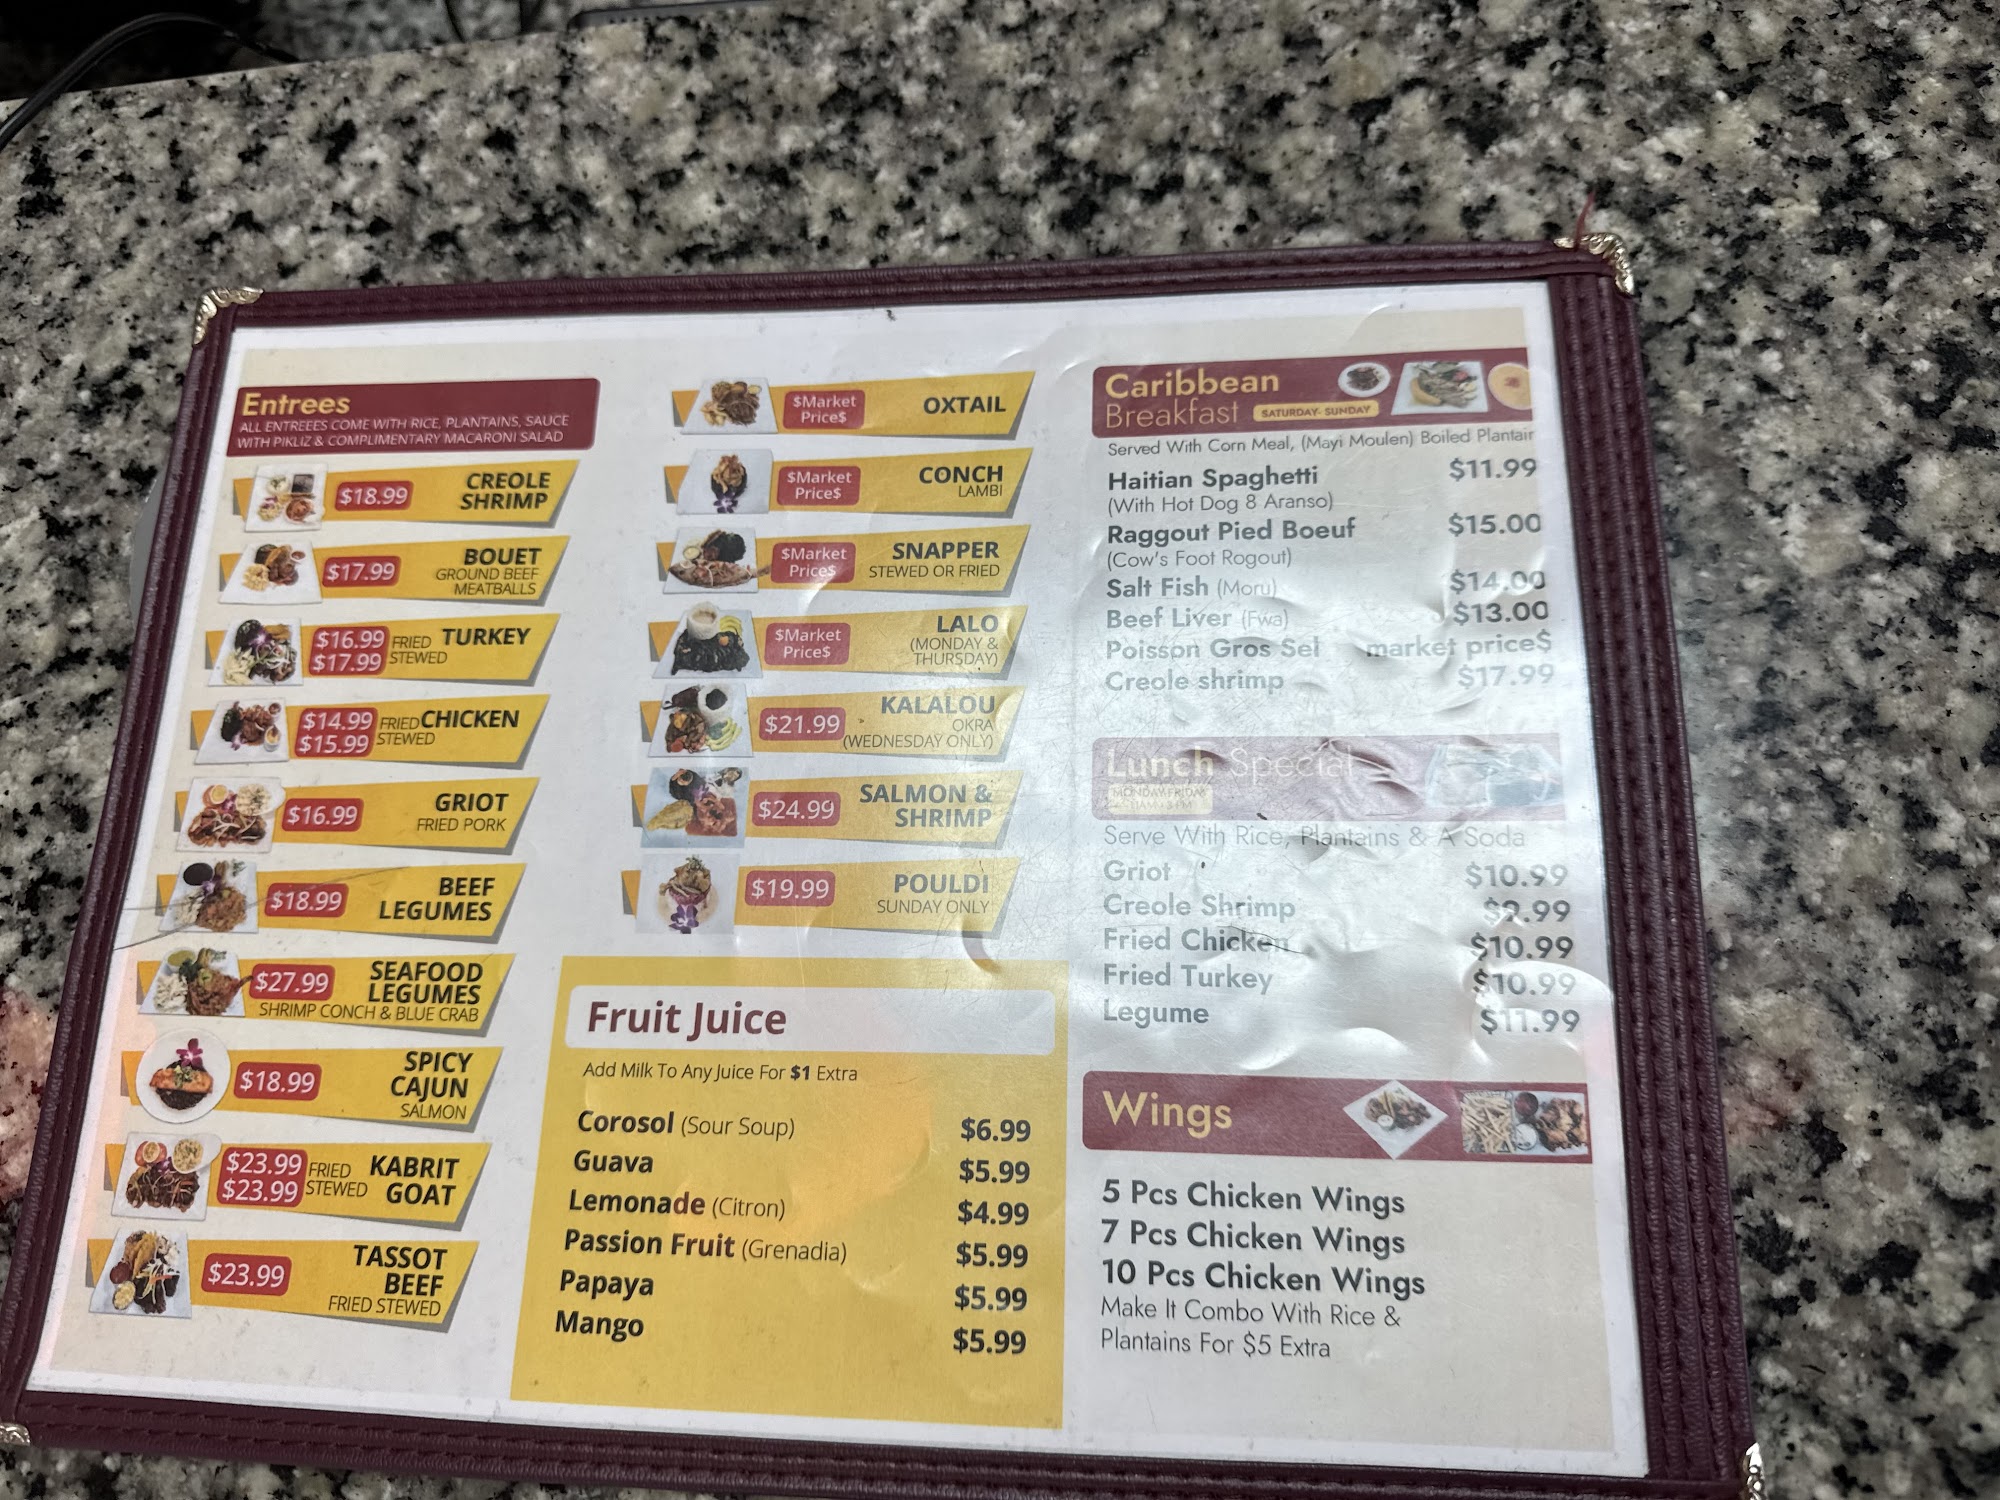 Entrees
ALL ENTREEES COME WITH RICE, PLANTAINS, SAUCE
WITH PIKLIZ & COMPLIMENTARY MACARONI SALAD
$18.99 CREOLE
SHRIMP
$17.99 BOUET
GROUND BEEF
MEATBALLS
$16.99 FRIED TURKEY
$17.99 STEWED
$14.99 FRIED CHICKEN
$15.99 STEWED
$16.99 GRIOT
FRIED PORK
$18.99 BEEF
LEGUMES
$27.99 SEAFOOD
LEGUMES
SHRIMP CONCH & BLUE CRAB
$18.99 SPICY
CAJUN
SALMON
$23.99 FRIED KABRIT
$23.99 STEWED GOAT
$23.99 TASSOT
BEEF
FRIED STEWED
$Market
Price$ OXTAIL
$Market
Price$ CONCH
LAMBI
$Market
Price$ SNAPPER
STEWED OR FRIED
$Market
Price$ LALO
(MONDAY &
THURSDAY)
$21.99 KALALOU
OKRA
(WEDNESDAY ONLY)
$24.99 SALMON &
SHRIMP
$19.99 POULDI
SUNDAY ONLY
Fruit Juice
Add Milk To Any Juice For $1 Extra
Corosol (Sour Soup) $6.99
Guava $5.99
Lemonade (Citron) $4.99
Passion Fruit (Grenadia) $5.99
Papaya $5.99
Mango $5.99
Caribbean
Breakfast SATURDAY- SUNDAY
Served With Corn Meal, (Mayi Moulen) Boiled Plantain
Haitian Spaghetti $11.99
(With Hot Dog 8 Aranso)
Raggout Pied Boeuf $15.00
(Cow's Foot Rogout)
Salt Fish (Moru) $14.00
Beef Liver (Fwa) $13.00
Poisson Gros Sel market price$
Creole shrimp $17.99
Lunch Special
MONDAY-FRIDAY
11AM - 3 PM
Serve With Rice, Plantains & A Soda
Griot $10.99
Creole Shrimp $9.99
Fried Chicken $10.99
Fried Turkey $10.99
Legume $11.99
Wings
5 Pcs Chicken Wings
7 Pcs Chicken Wings
10 Pcs Chicken Wings
Make It Combo With Rice &
Plantains For $5 Extra